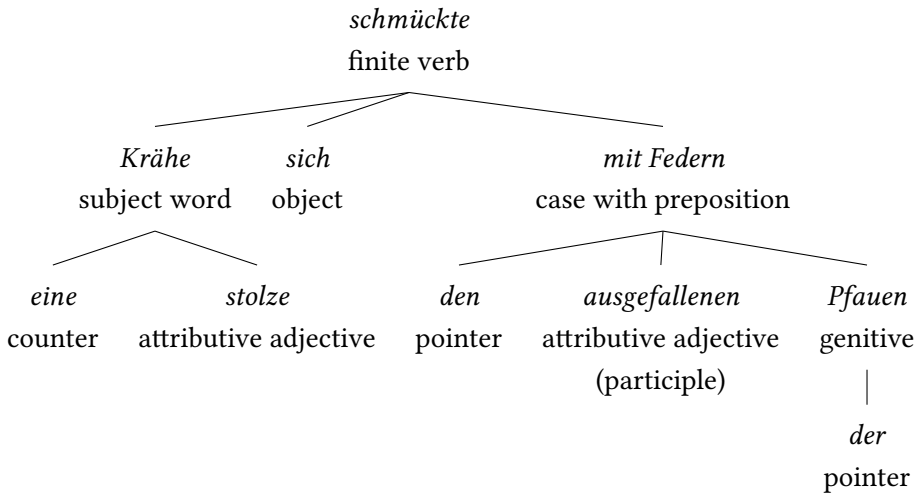 schmückte
finite verb
Krähe sich mit Federn
subject word object case with preposition
eine stolze den ausgefallenen Pfauen
counter attributive adjective pointer attributive adjective genitive
(participle)
der
pointer